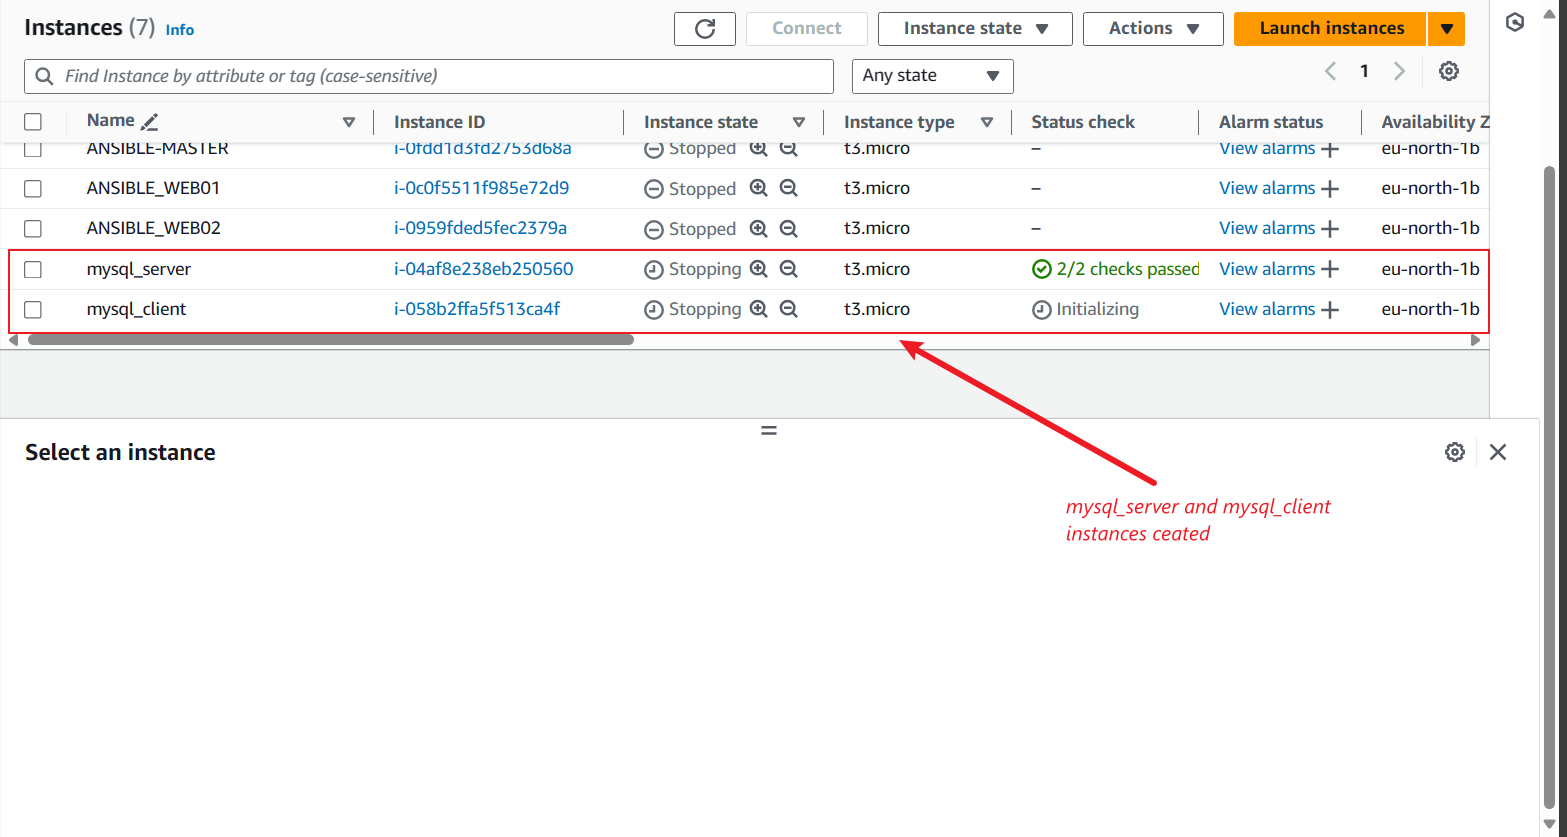 Instances (7) Info
Connect
Instance state
Actions
Launch instances
Find Instance by attribute or tag (case-sensitive)
Any state
1
Name Instance ID Instance state Instance type Status check Alarm status Availability Z
ANSIBLE-MASTER i-0fdd1d3fd2753d68a Stopped t3.micro – View alarms + eu-north-1b
ANSIBLE_WEB01 i-0c0f5511f985e72d9 Stopped t3.micro – View alarms + eu-north-1b
ANSIBLE_WEB02 i-0959fded5fec2379a Stopped t3.micro – View alarms + eu-north-1b
mysql_server i-04af8e238eb250560 Stopping t3.micro 2/2 checks passed View alarms + eu-north-1b
mysql_client i-058b2ffa5f513ca4f Stopping t3.micro Initializing View alarms + eu-north-1b
Select an instance
mysql_server and mysql_client
instances ceated